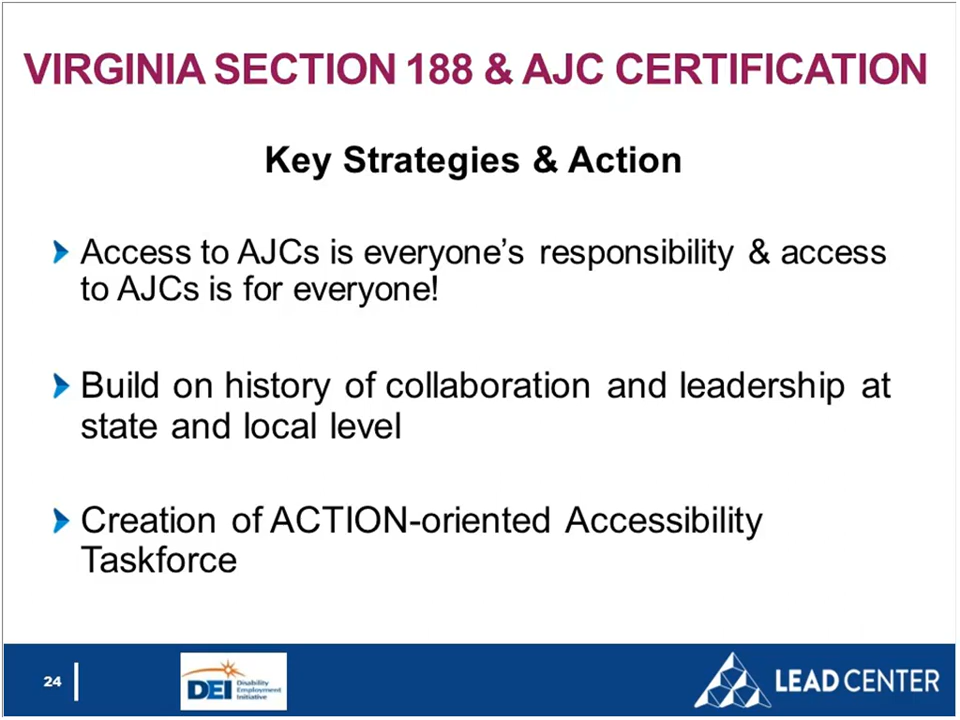 VIRGINIA SECTION 188 & AJC CERTIFICATION
Key Strategies & Action
Access to AJCs is everyone’s responsibility & access
to AJCs is for everyone!
Build on history of collaboration and leadership at
state and local level
Creation of ACTION-oriented Accessibility
Taskforce
24
DEI
Disability
Employment
Initiative
LEAD CENTER